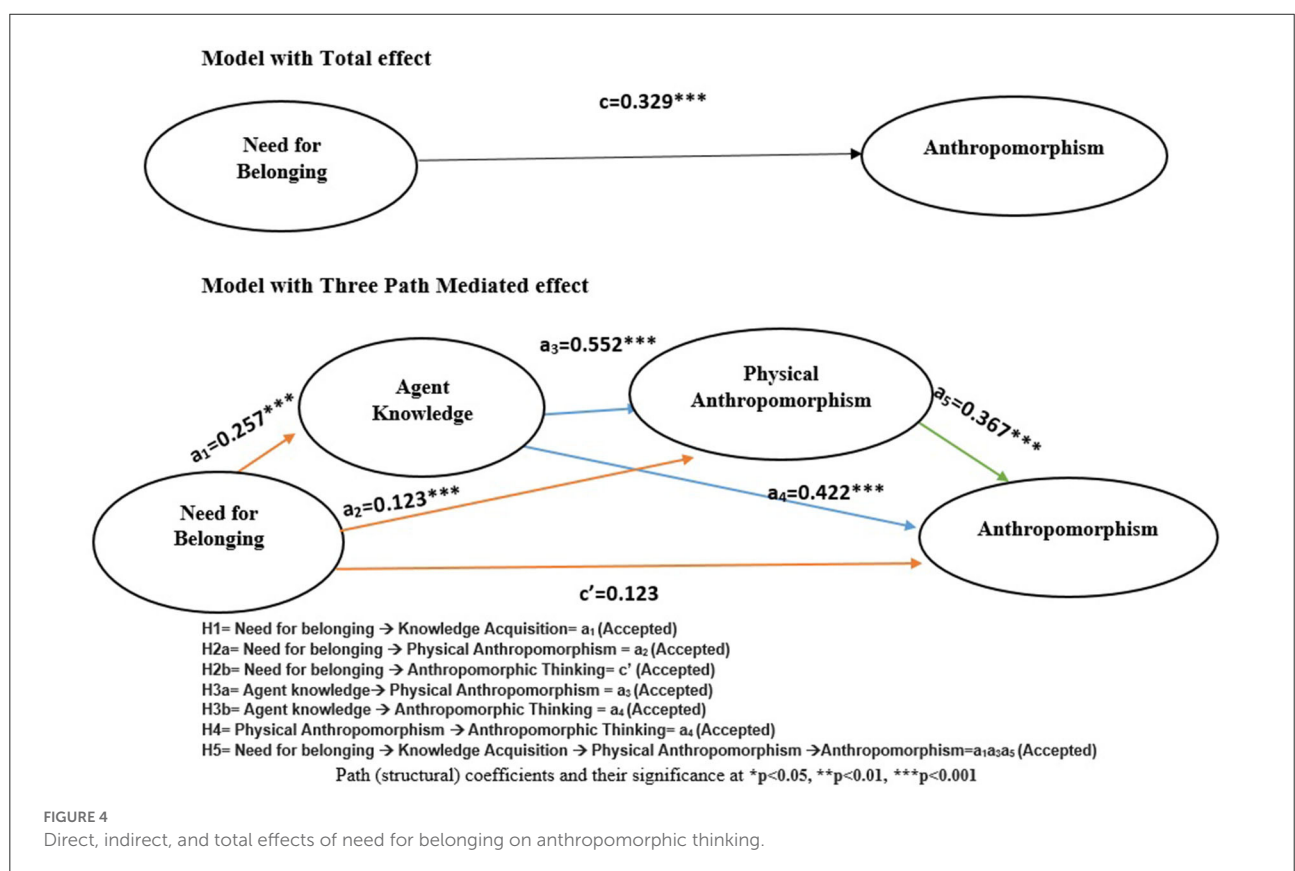 Model with Total effect
c=0.329***
Need for
Belonging
Anthropomorphism
Model with Three Path Mediated effect
a₃=0.552***
Physical
Anthropomorphism
Agent
Knowledge
a₁=0.257***
a₅=0.367***
a₂=0.123***
a₄=0.422***
Need for
Belonging
Anthropomorphism
c’=0.123
H1= Need for belonging → Knowledge Acquisition= a₁ (Accepted)
H2a= Need for belonging → Physical Anthropomorphism = a₂ (Accepted)
H2b= Need for belonging → Anthropomorphic Thinking= c’ (Accepted)
H3a= Agent knowledge→ Physical Anthropomorphism = a₃ (Accepted)
H3b= Agent knowledge → Anthropomorphic Thinking = a₄ (Accepted)
H4= Physical Anthropomorphism → Anthropomorphic Thinking= a₄ (Accepted)
H5= Need for belonging → Knowledge Acquisition → Physical Anthropomorphism →Anthropomorphism=a₁a₃a₅ (Accepted)
Path (structural) coefficients and their significance at *p<0.05, **p<0.01, ***p<0.001
FIGURE 4
Direct, indirect, and total effects of need for belonging on anthropomorphic thinking.